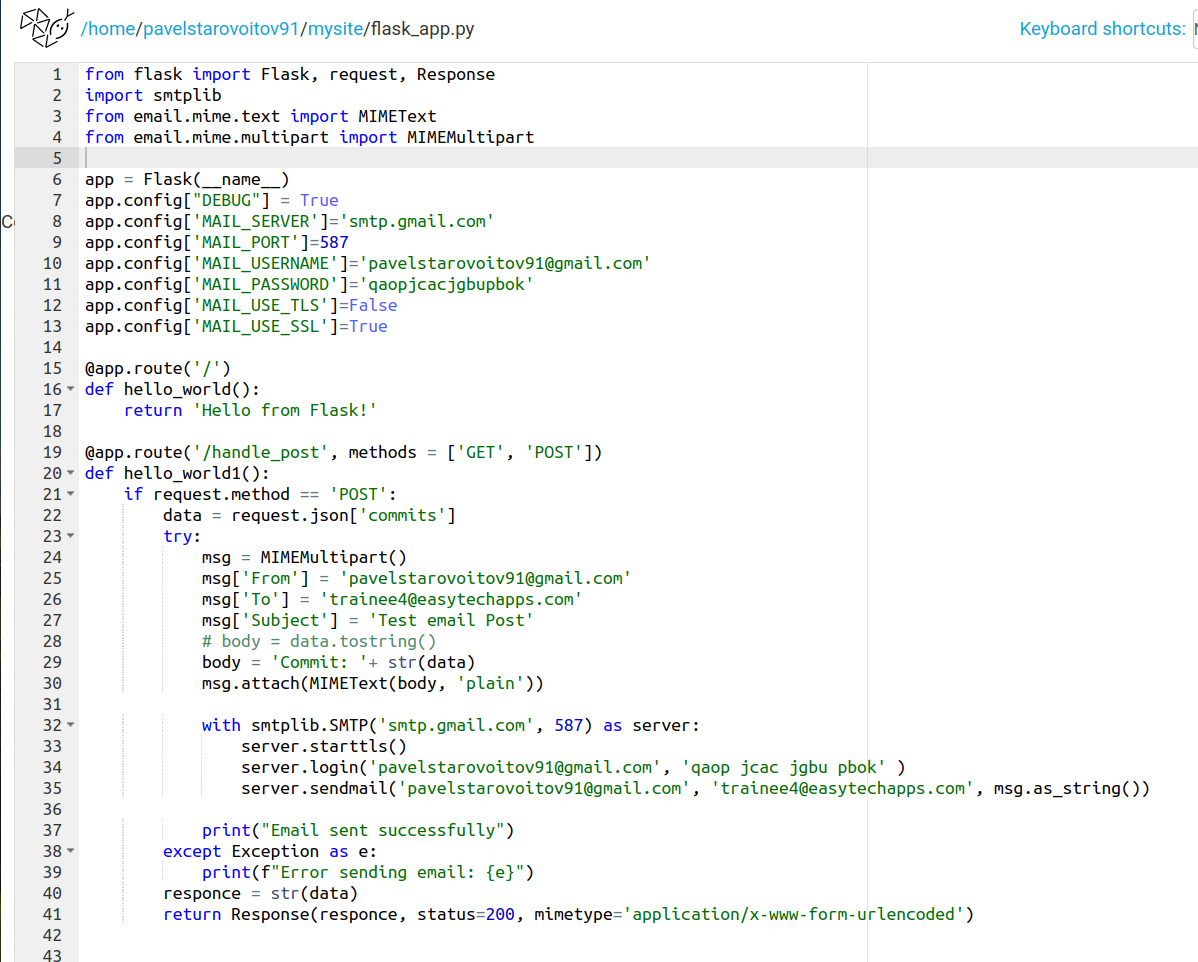 /home/pavelstarovoitov91/mysite/flask_app.py
Keyboard shortcuts:
1 from flask import Flask, request, Response
2 import smtplib
3 from email.mime.text import MIMEText
4 from email.mime.multipart import MIMEMultipart
5
6 app = Flask(__name__)
7 app.config["DEBUG"] = True
8 app.config['MAIL_SERVER']='smtp.gmail.com'
9 app.config['MAIL_PORT']=587
10 app.config['MAIL_USERNAME']='pavelstarovoitov91@gmail.com'
11 app.config['MAIL_PASSWORD']='qaopjcacjgbupbok'
12 app.config['MAIL_USE_TLS']=False
13 app.config['MAIL_USE_SSL']=True
14
15 @app.route('/')
16 def hello_world():
17     return 'Hello from Flask!'
18
19 @app.route('/handle_post', methods = ['GET', 'POST'])
20 def hello_world1():
21     if request.method == 'POST':
22         data = request.json['commits']
23         try:
24             msg = MIMEMultipart()
25             msg['From'] = 'pavelstarovoitov91@gmail.com'
26             msg['To'] = 'trainee4@easytechapps.com'
27             msg['Subject'] = 'Test email Post'
28             # body = data.tostring()
29             body = 'Commit: '+ str(data)
30             msg.attach(MIMEText(body, 'plain'))
31
32             with smtplib.SMTP('smtp.gmail.com', 587) as server:
33                 server.starttls()
34                 server.login('pavelstarovoitov91@gmail.com', 'qaop jcac jgbu pbok' )
35                 server.sendmail('pavelstarovoitov91@gmail.com', 'trainee4@easytechapps.com', msg.as_string())
36
37             print("Email sent successfully")
38         except Exception as e:
39             print(f"Error sending email: {e}")
40         responce = str(data)
41         return Response(responce, status=200, mimetype='application/x-www-form-urlencoded')
42
43